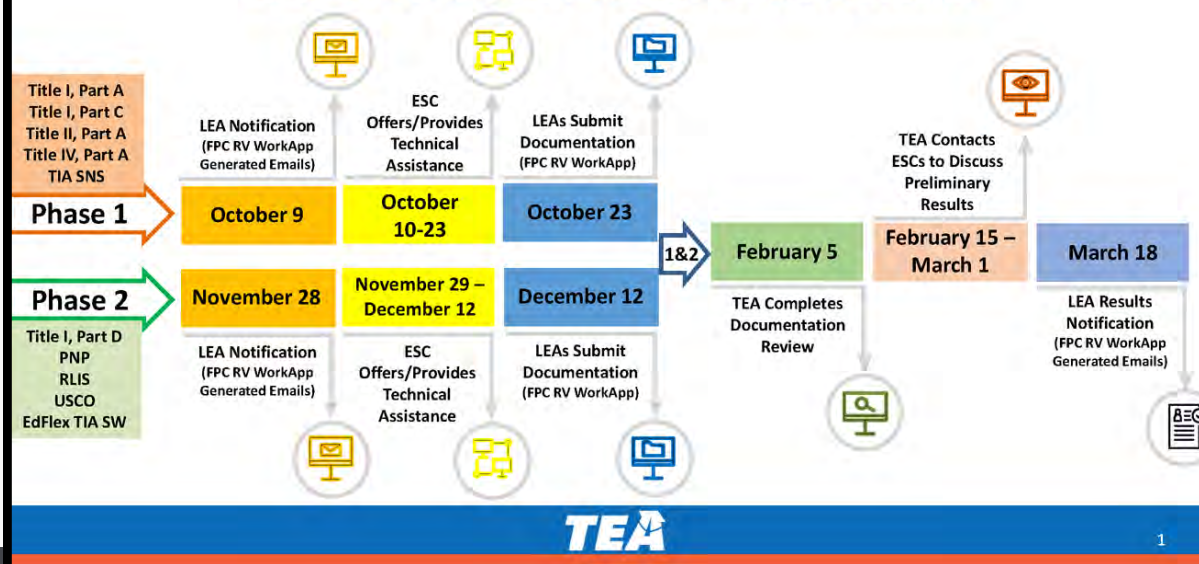 Title I, Part A
Title I, Part C
Title II, Part A
Title IV, Part A
TIA SNS
Phase 1
LEA Notification
(FPC RV WorkApp
Generated Emails)
October 9
ESC
Offers/Provides
Technical
Assistance
October
10-23
LEAs Submit
Documentation
(FPC RV WorkApp)
October 23
Phase 2
Title I, Part D
PNP
RLIS
USCO
EdFlex TIA SW
November 28
LEA Notification
(FPC RV WorkApp
Generated Emails)
November 29 –
December 12
ESC
Offers/Provides
Technical
Assistance
December 12
LEAs Submit
Documentation
(FPC RV WorkApp)
1&2
February 5
TEA Completes
Documentation
Review
TEA Contacts
ESCs to Discuss
Preliminary
Results
February 15 –
March 1
March 18
LEA Results
Notification
(FPC RV WorkApp
Generated Emails)
TEA
1